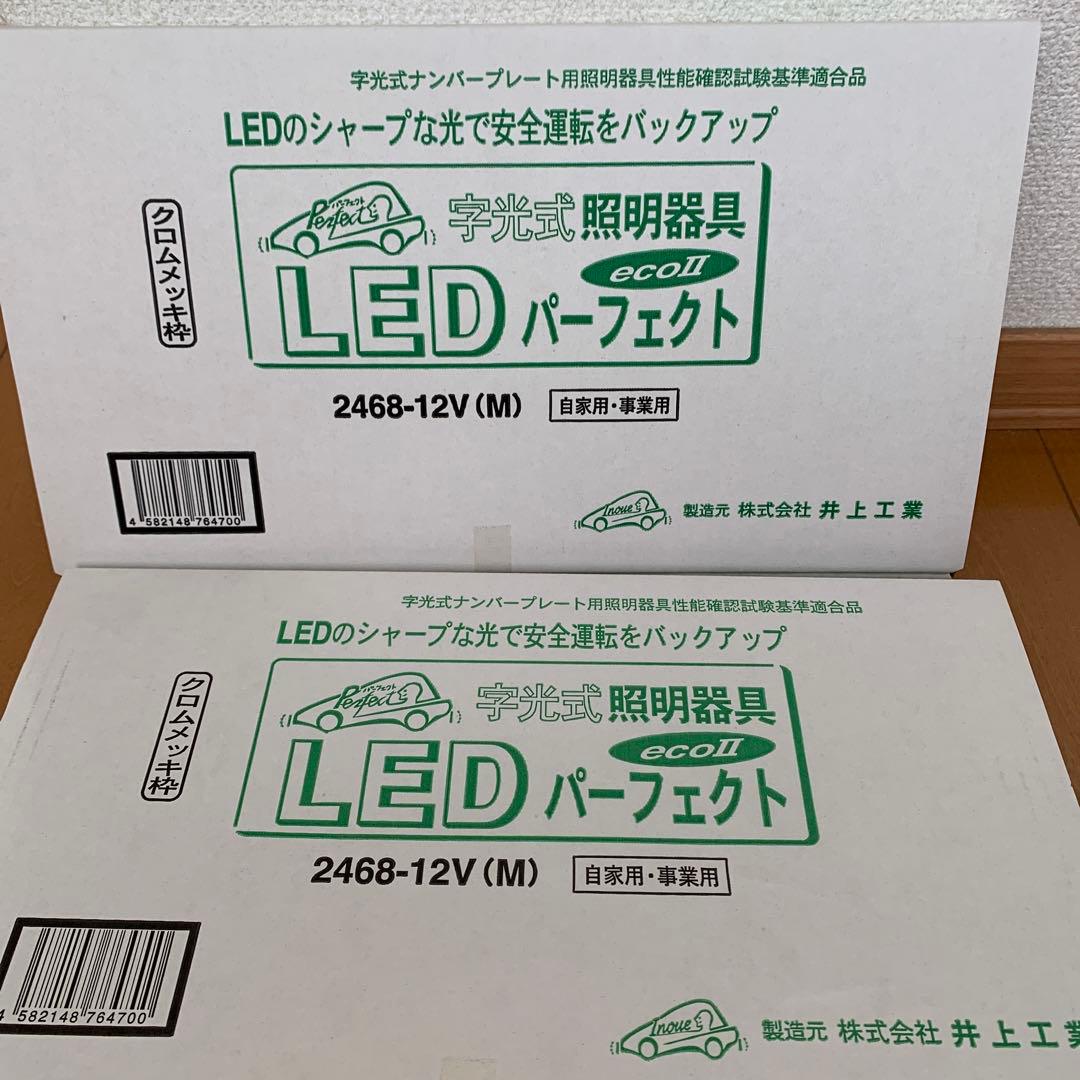 字光式ナンバープレート用照明器具性能確認試験基準適合品
LEDのシャープな光で安全運転をバックアップ
クロムメッキ枠
パーフェクト
Perfect
字光式 照明器具
ecoII
LED パーフェクト
2468-12V(M) 自家用・事業用
4 582148 764700
Inoue
製造元 株式会社 井上工業
字光式ナンバープレート用照明器具性能確認試験基準適合品
LEDのシャープな光で安全運転をバックアップ
クロムメッキ枠
パーフェクト
Perfect
字光式 照明器具
ecoII
LED パーフェクト
2468-12V(M) 自家用・事業用
4 582148 764700
Inoue
製造元 株式会社 井上工業